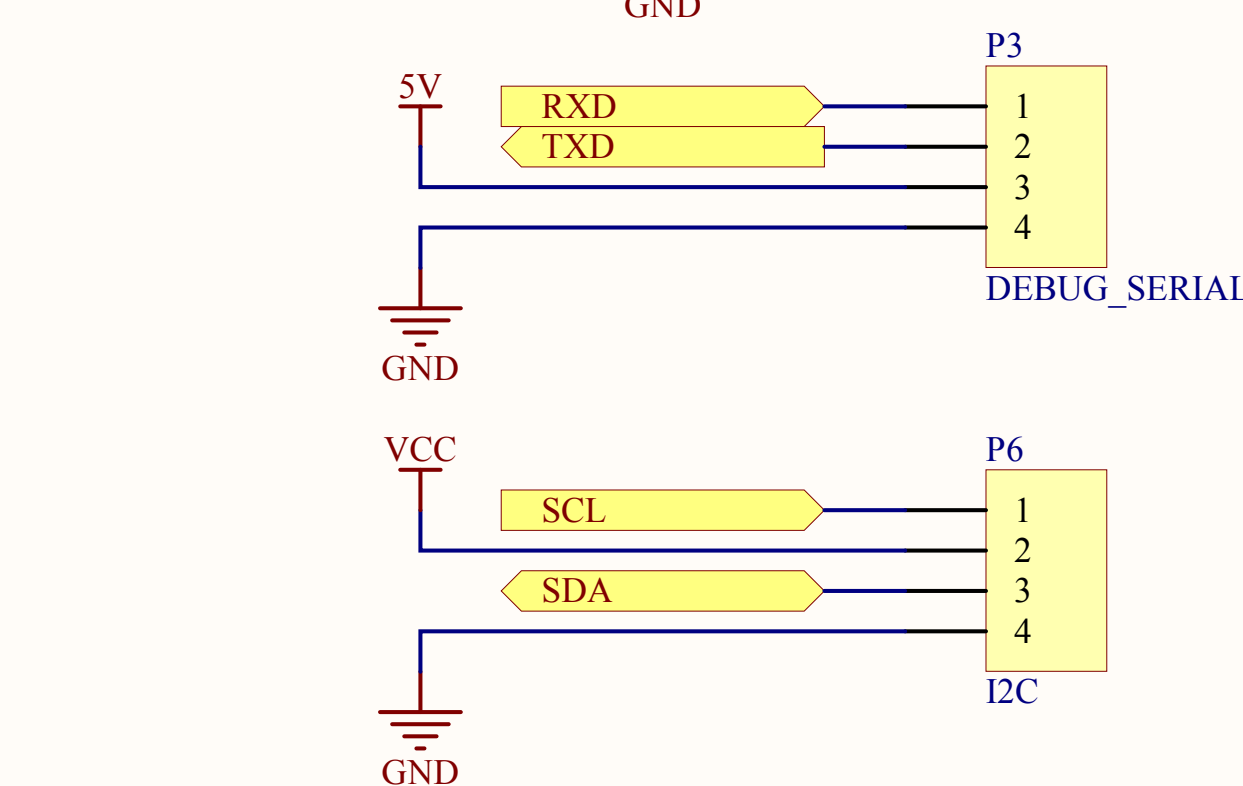 GND
P3
5V
RXD
1
TXD
2
3
4
DEBUG_SERIAL
GND
VCC
P6
SCL
1
2
SDA
3
4
I2C
GND